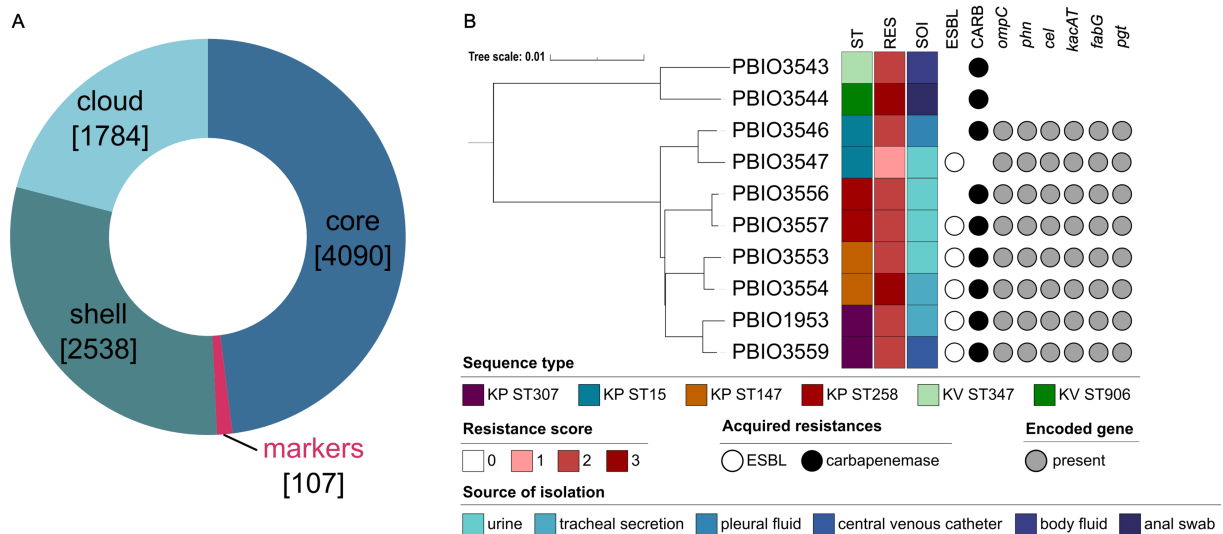 A
cloud
[1784]
core
[4090]
shell
[2538]
markers
[107]
B
Tree scale: 0.01
ST
RES
SOI
ESBL
CARB
ompC
phn
cel
kacAT
fabG
pgt
PBIO3543
PBIO3544
PBIO3546
PBIO3547
PBIO3556
PBIO3557
PBIO3553
PBIO3554
PBIO1953
PBIO3559
Sequence type
KP ST307 KP ST15 KP ST147 KP ST258 KV ST347 KV ST906
Resistance score
0 1 2 3
Acquired resistances
ESBL carbapenemase
Encoded gene
present
Source of isolation
urine tracheal secretion pleural fluid central venous catheter body fluid anal swab